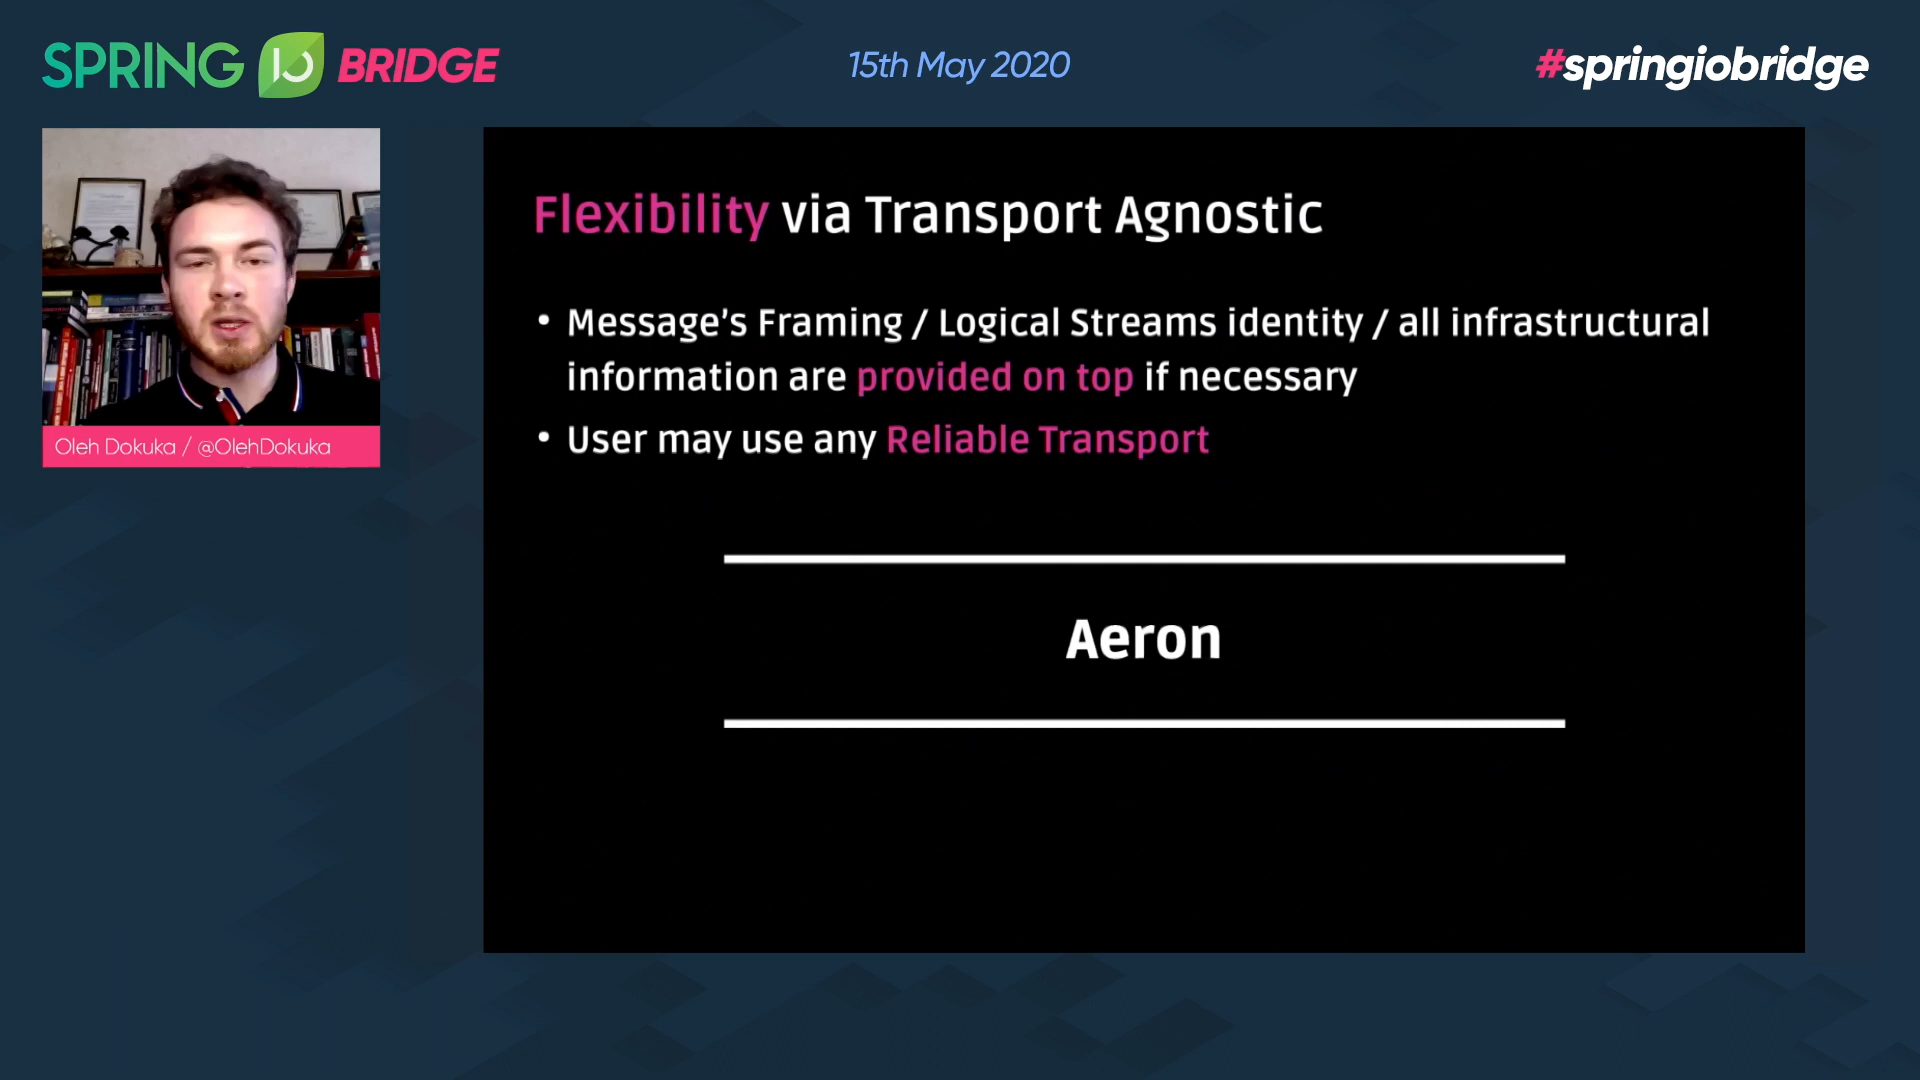 SPRING IO BRIDGE
15th May 2020
#springiobridge
Oleh Dokuka / @OlehDokuka
Flexibility via Transport Agnostic
• Message’s Framing / Logical Streams identity / all infrastructural
information are provided on top if necessary
• User may use any Reliable Transport
Aeron